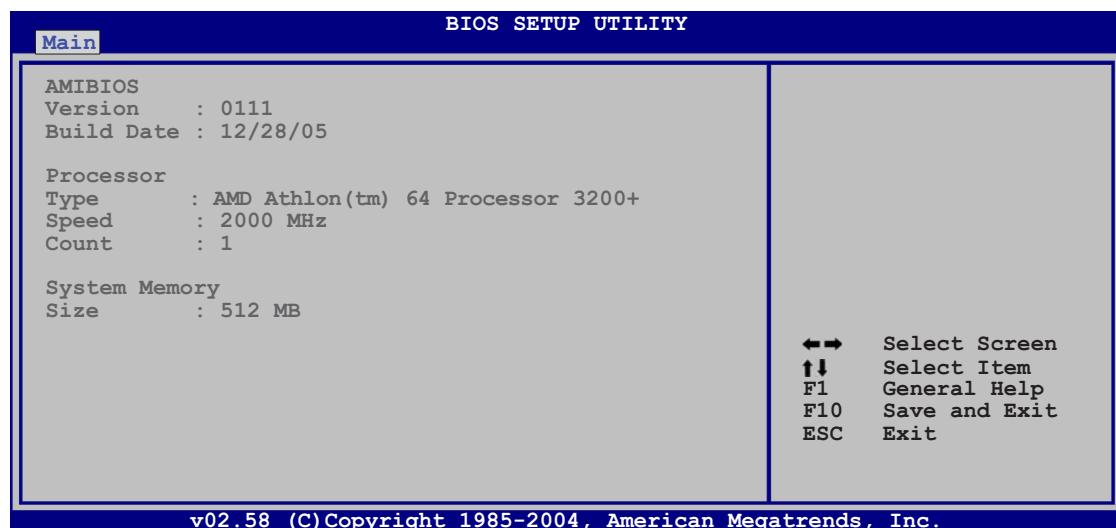 BIOS SETUP UTILITY
Main
AMIBIOS
Version : 0111
Build Date : 12/28/05
Processor
Type : AMD Athlon(tm) 64 Processor 3200+
Speed : 2000 MHz
Count : 1
System Memory
Size : 512 MB
←→ Select Screen
↑↓ Select Item
F1 General Help
F10 Save and Exit
ESC Exit
v02.58 (C)Copyright 1985-2004, American Megatrends, Inc.